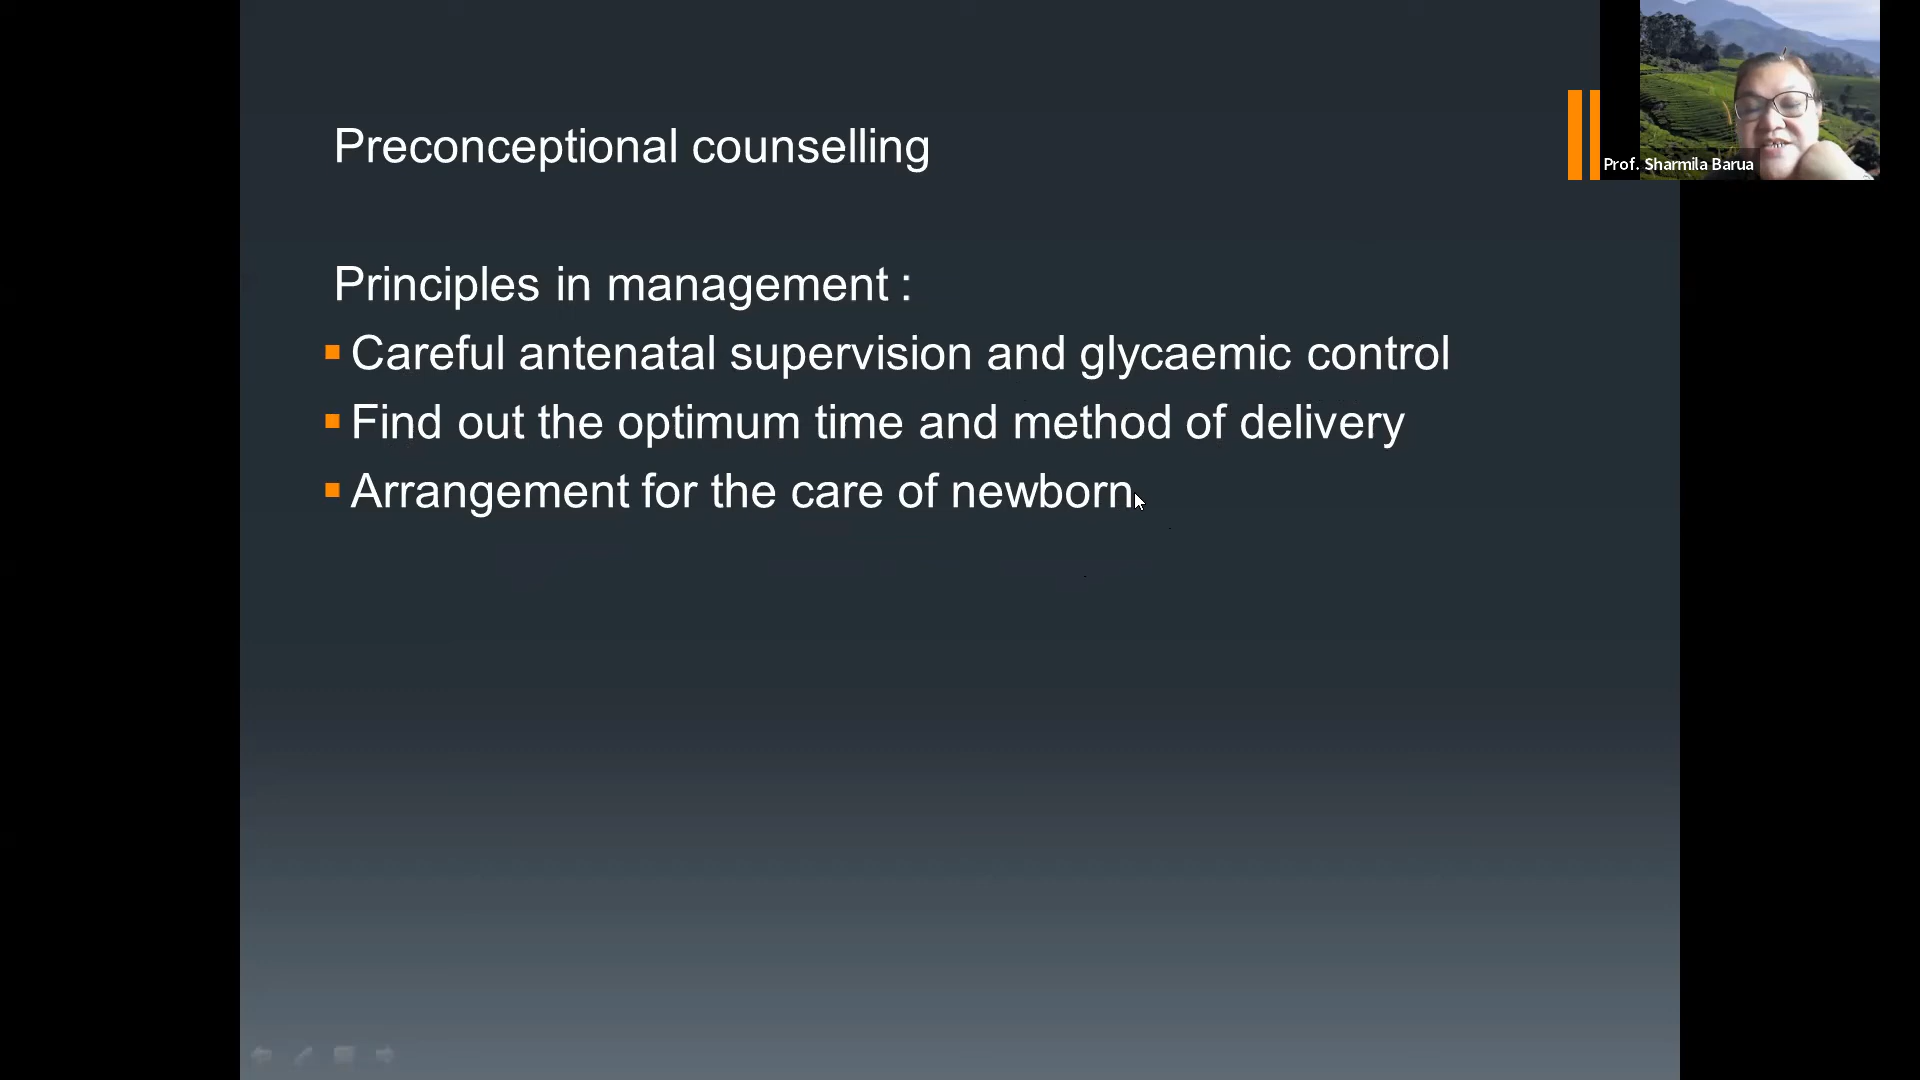 Preconceptional counselling
Prof. Sharmila Barua
Principles in management :
Careful antenatal supervision and glycaemic control
Find out the optimum time and method of delivery
Arrangement for the care of newborn.